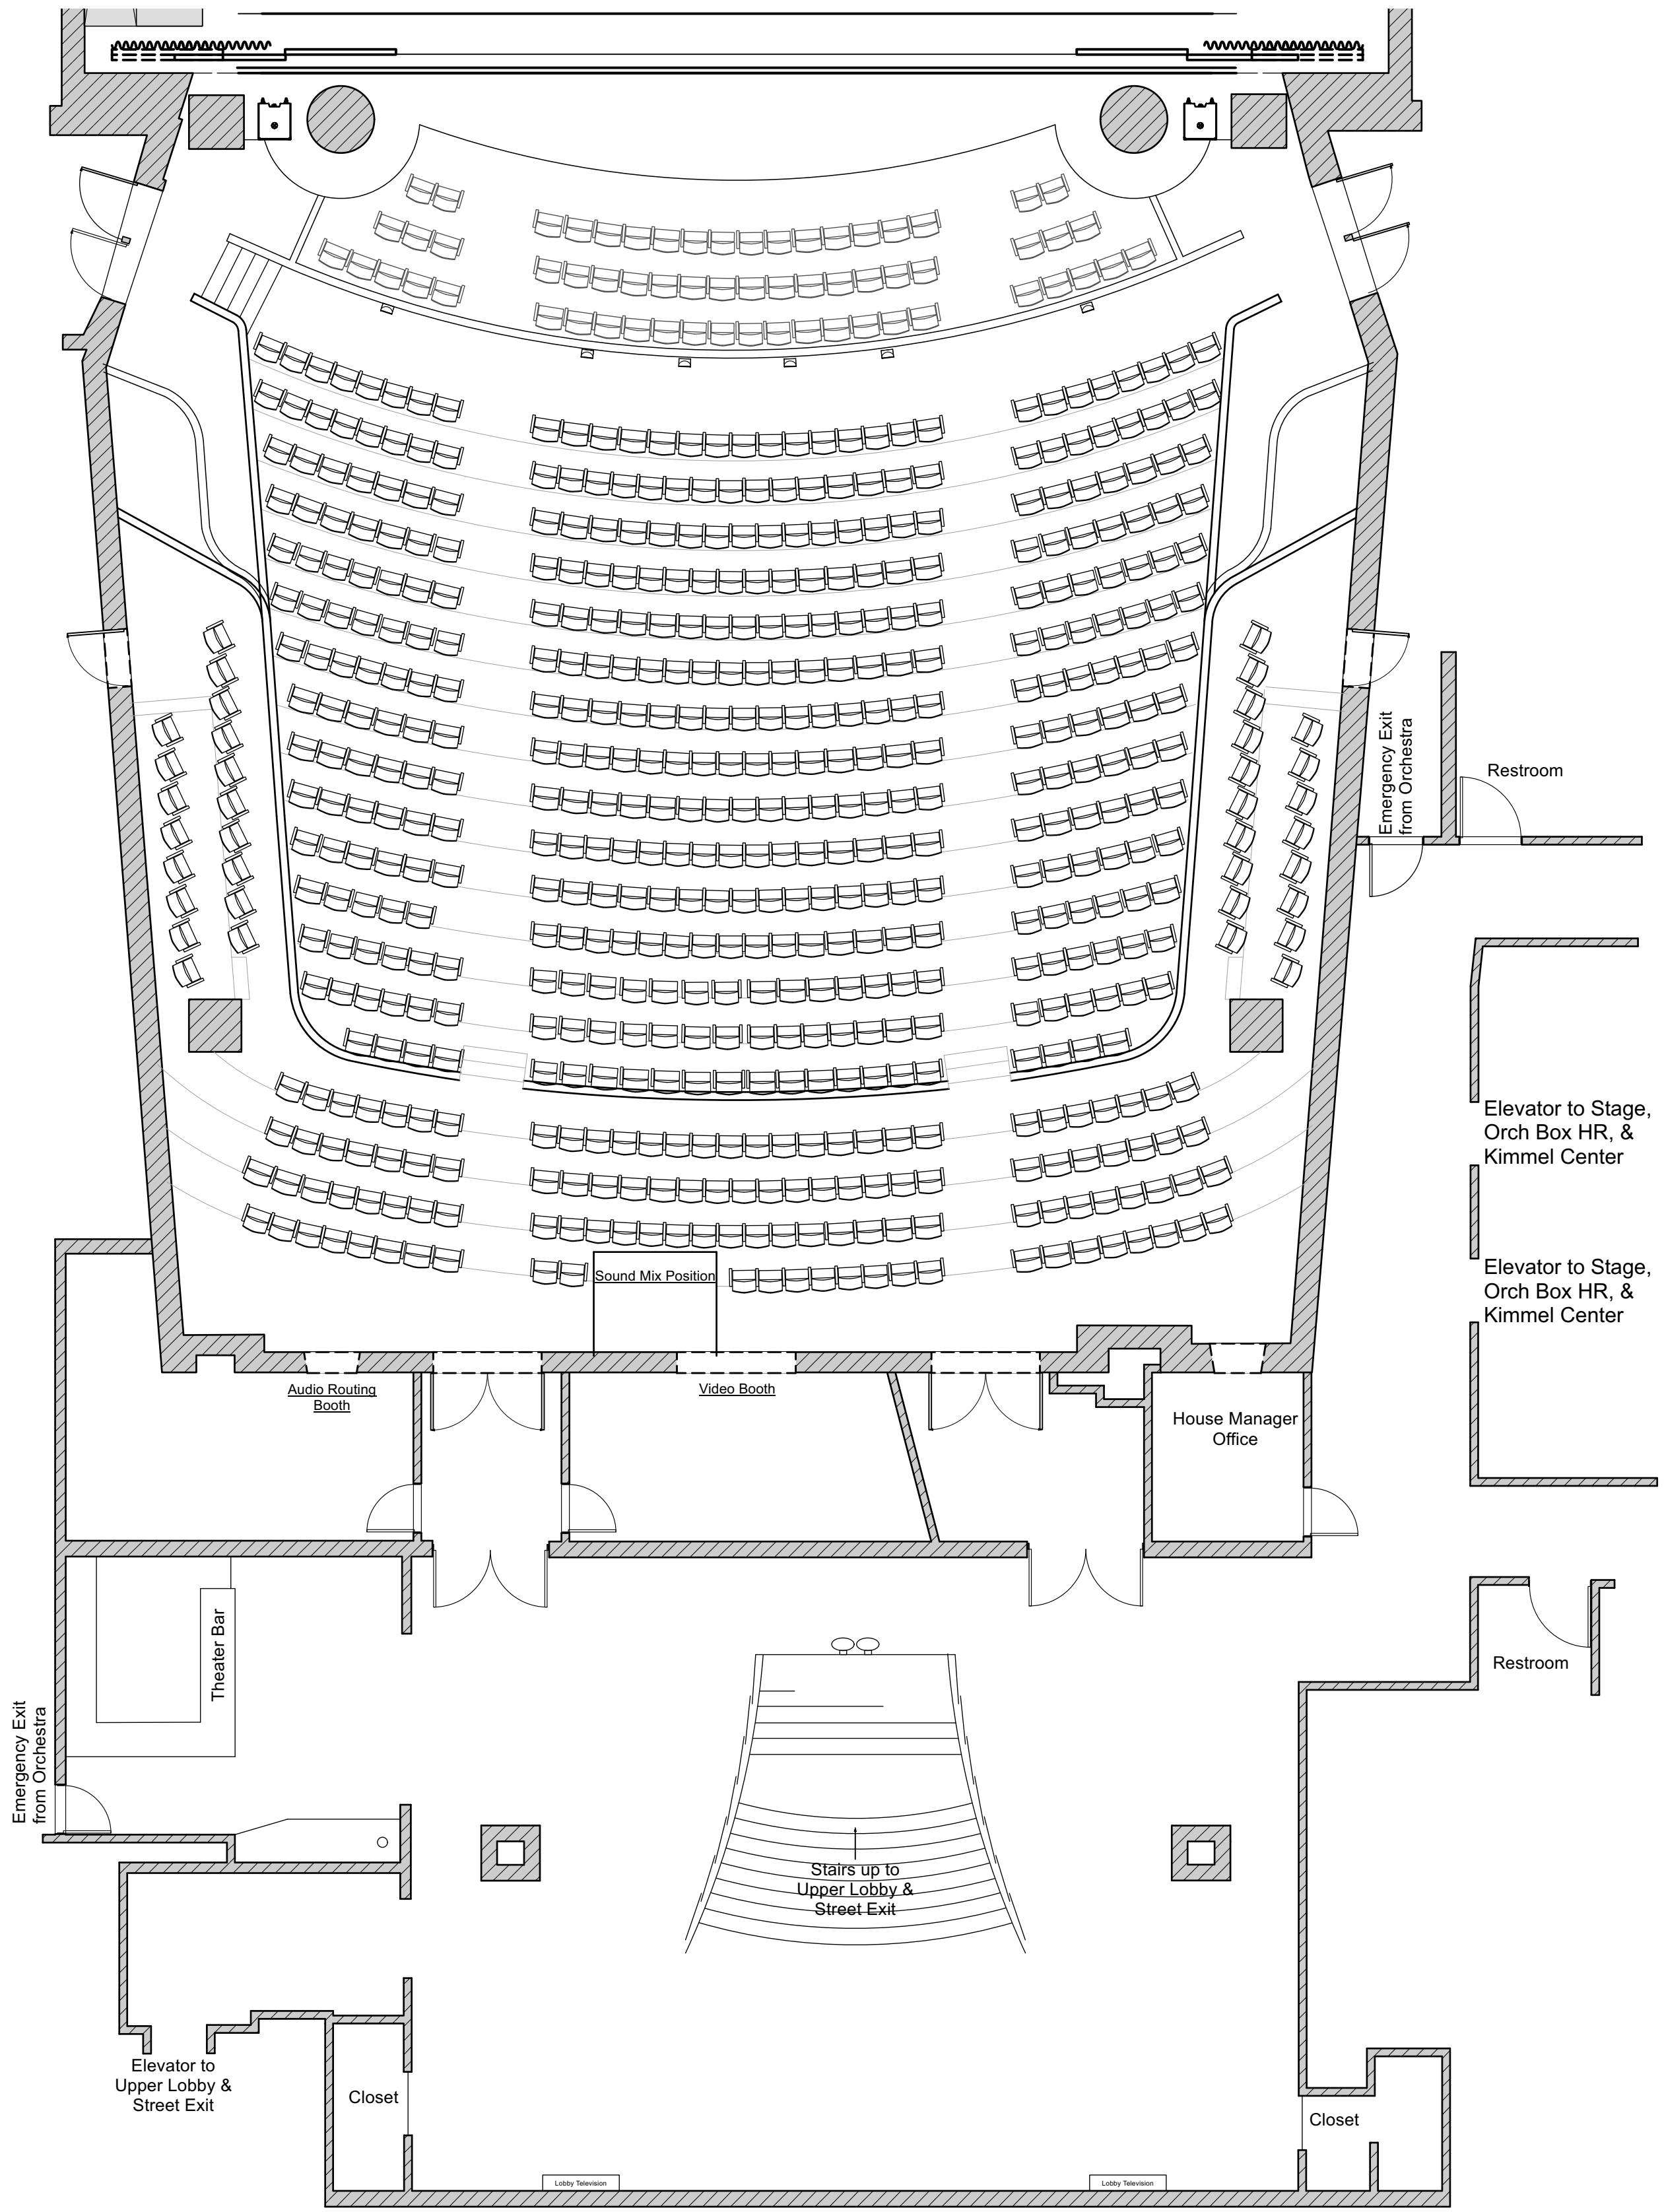 Emergency Exit
from Orchestra
Restroom
Elevator to Stage,
Orch Box HR, &
Kimmel Center
Elevator to Stage,
Orch Box HR, &
Kimmel Center
Sound Mix Position
Audio Routing
Booth
Video Booth
House Manager
Office
Theater Bar
Restroom
Emergency Exit
from Orchestra
Stairs up to
Upper Lobby &
Street Exit
Elevator to
Upper Lobby &
Street Exit
Closet
Closet
Lobby Television
Lobby Television